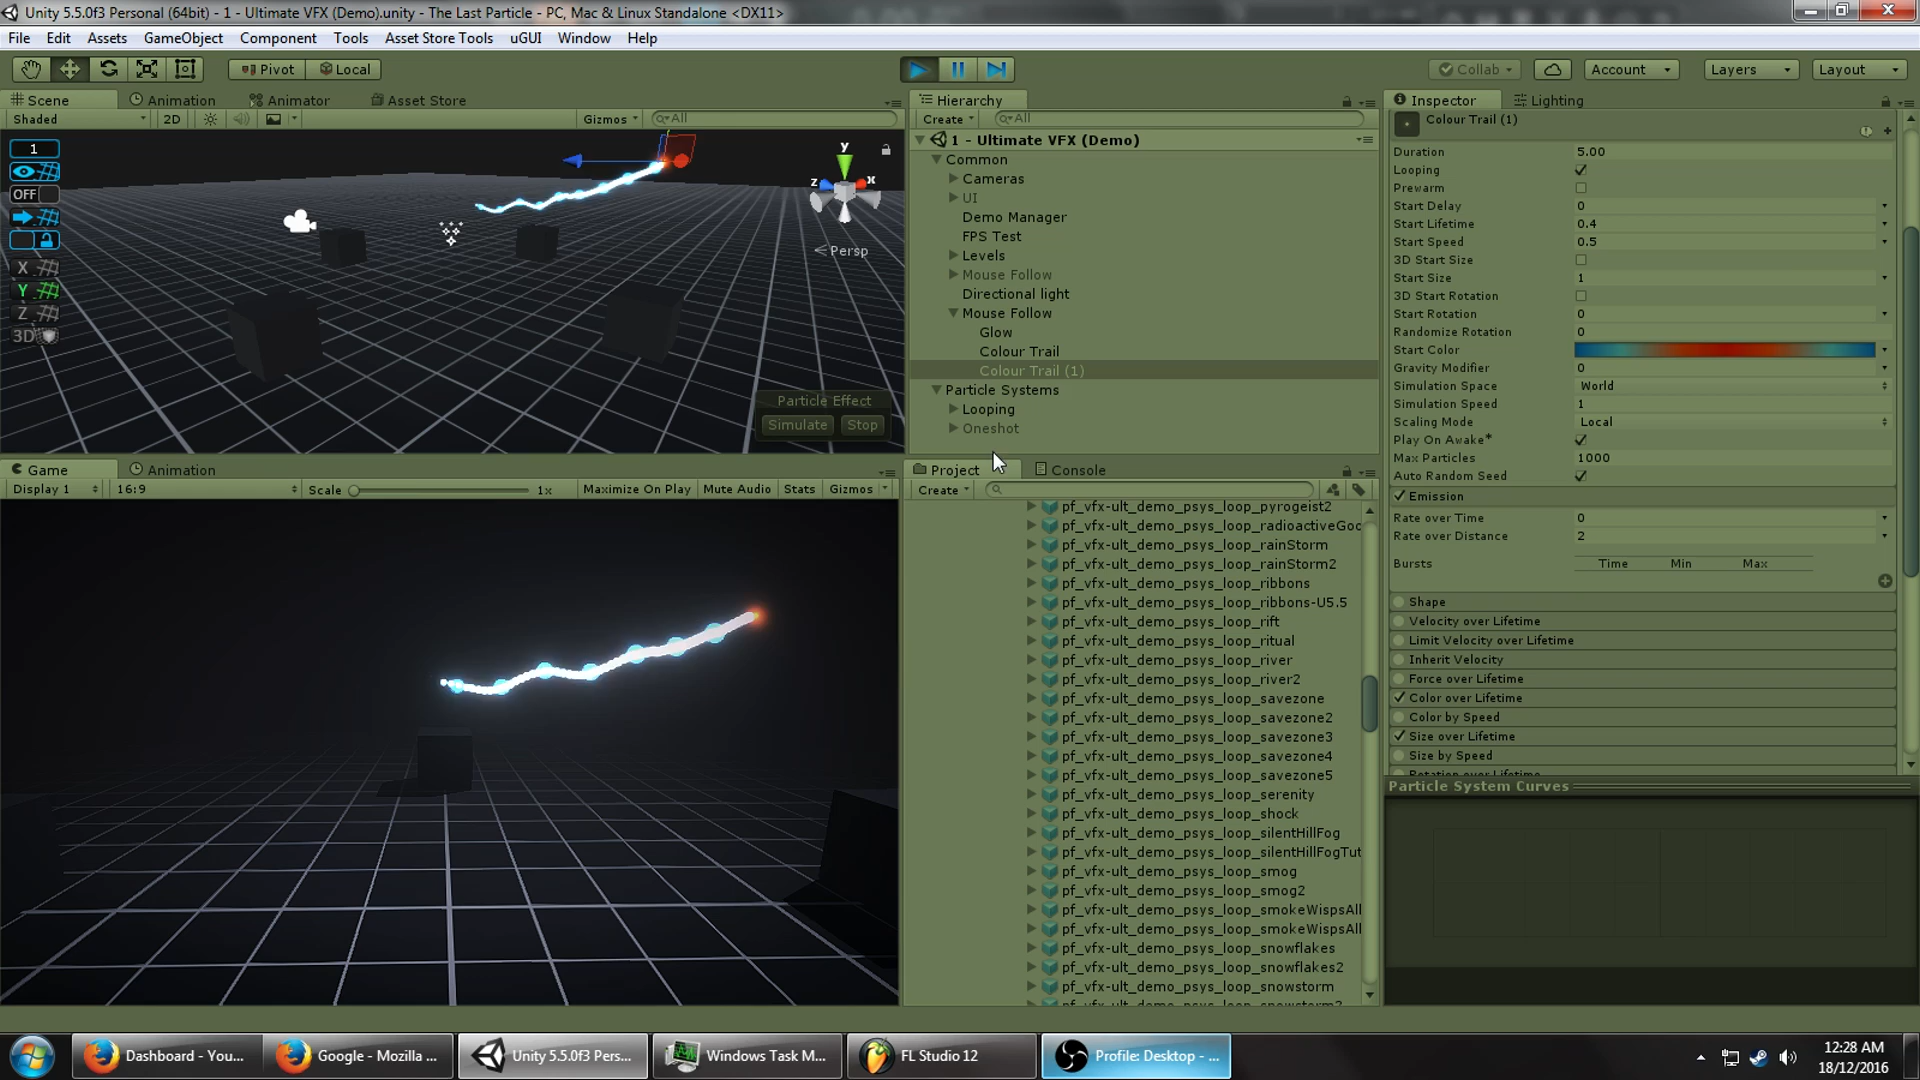 Unity 5.5.0f3 Personal (64bit) - 1 - Ultimate VFX (Demo).unity - The Last Particle - PC, Mac & Linux Standalone <DX11>
File Edit Assets GameObject Component Tools Asset Store Tools uGUI Window Help
Pivot Local
Collab Account Layers Layout
Scene Animation Animator Asset Store
Shaded 2D Gizmos All
1
OFF
X
Y
Z
3D
y
z x
Persp
Particle Effect
Simulate Stop
Game Animation
Display 1 16:9 Scale 1x Maximize On Play Mute Audio Stats Gizmos
Hierarchy
Create All
1 - Ultimate VFX (Demo)
Common
Cameras
UI
Demo Manager
FPS Test
Levels
Mouse Follow
Directional light
Mouse Follow
Glow
Colour Trail
Colour Trail (1)
Particle Systems
Looping
Oneshot
Project Console
Create
pf_vfx-ult_demo_psys_loop_pyrogeist2
pf_vfx-ult_demo_psys_loop_radioactiveGoo
pf_vfx-ult_demo_psys_loop_rainStorm
pf_vfx-ult_demo_psys_loop_rainStorm2
pf_vfx-ult_demo_psys_loop_ribbons
pf_vfx-ult_demo_psys_loop_ribbons-U5.5
pf_vfx-ult_demo_psys_loop_rift
pf_vfx-ult_demo_psys_loop_ritual
pf_vfx-ult_demo_psys_loop_river
pf_vfx-ult_demo_psys_loop_river2
pf_vfx-ult_demo_psys_loop_savezone
pf_vfx-ult_demo_psys_loop_savezone2
pf_vfx-ult_demo_psys_loop_savezone3
pf_vfx-ult_demo_psys_loop_savezone4
pf_vfx-ult_demo_psys_loop_savezone5
pf_vfx-ult_demo_psys_loop_serenity
pf_vfx-ult_demo_psys_loop_shock
pf_vfx-ult_demo_psys_loop_silentHillFog
pf_vfx-ult_demo_psys_loop_silentHillFogTut
pf_vfx-ult_demo_psys_loop_smog
pf_vfx-ult_demo_psys_loop_smog2
pf_vfx-ult_demo_psys_loop_smokeWispsAll
pf_vfx-ult_demo_psys_loop_smokeWispsAll
pf_vfx-ult_demo_psys_loop_snowflakes
pf_vfx-ult_demo_psys_loop_snowflakes2
pf_vfx-ult_demo_psys_loop_snowstorm
pf_vfx-ult_demo_psys_loop_snowstorm2
Inspector Lighting
Colour Trail (1)
Duration 5.00
Looping
Prewarm
Start Delay 0
Start Lifetime 0.4
Start Speed 0.5
3D Start Size
Start Size 1
3D Start Rotation
Start Rotation 0
Randomize Rotation 0
Start Color
Gravity Modifier 0
Simulation Space World
Simulation Speed 1
Scaling Mode Local
Play On Awake*
Max Particles 1000
Auto Random Seed
Emission
Rate over Time 0
Rate over Distance 2
Bursts Time Min Max
Shape
Velocity over Lifetime
Limit Velocity over Lifetime
Inherit Velocity
Force over Lifetime
Color over Lifetime
Color by Speed
Size over Lifetime
Size by Speed
Rotation over Lifetime
Particle System Curves
Dashboard - You... Google - Mozilla ... Unity 5.5.0f3 Pers... Windows Task M... FL Studio 12 Profile: Desktop - ...
12:28 AM
18/12/2016